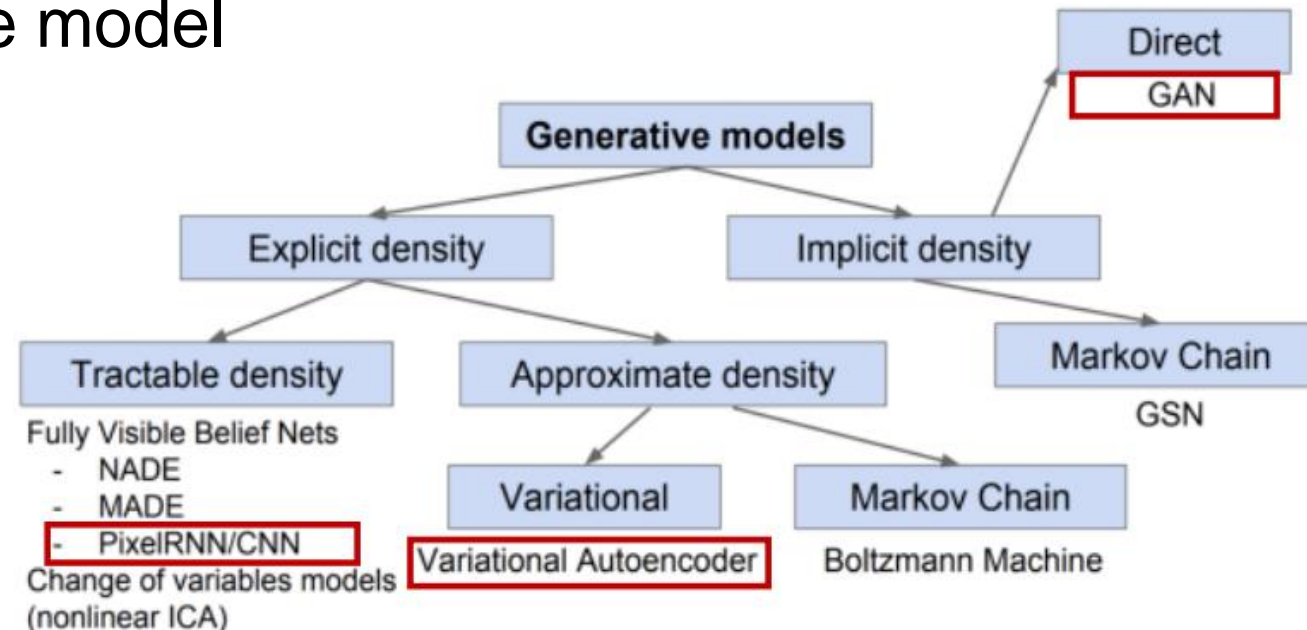 e model
Direct
GAN
Generative models
Explicit density
Implicit density
Tractable density
Approximate density
Markov Chain
GSN
Fully Visible Belief Nets
- NADE
- MADE
- PixelRNN/CNN
Change of variables models
(nonlinear ICA)
Variational
Variational Autoencoder
Markov Chain
Boltzmann Machine